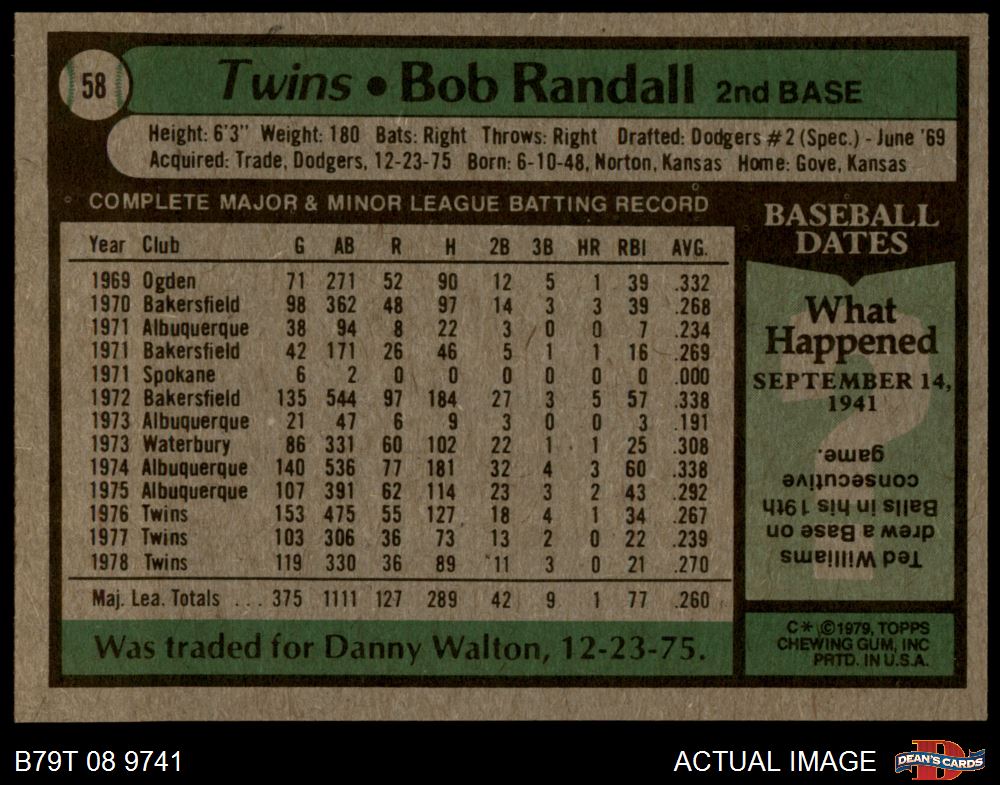 58
Twins • Bob Randall 2nd BASE
Height: 6'3" Weight: 180 Bats: Right Throws: Right Drafted: Dodgers #2 (Spec.) - June '69
Acquired: Trade, Dodgers, 12-23-75 Born: 6-10-48, Norton, Kansas Home: Gove, Kansas
COMPLETE MAJOR & MINOR LEAGUE BATTING RECORD
Year Club G AB R H 2B 3B HR RBI AVG.
1969 Ogden 71 271 52 90 12 5 1 39 .332
1970 Bakersfield 98 362 48 97 14 3 3 39 .268
1971 Albuquerque 38 94 8 22 3 0 0 7 .234
1971 Bakersfield 42 171 26 46 5 1 1 16 .269
1971 Spokane 6 2 0 0 0 0 0 0 .000
1972 Bakersfield 135 544 97 184 27 3 5 57 .338
1973 Albuquerque 21 47 6 9 3 0 0 3 .191
1973 Waterbury 86 331 60 102 22 1 1 25 .308
1974 Albuquerque 140 536 77 181 32 4 3 60 .338
1975 Albuquerque 107 391 62 114 23 3 2 43 .292
1976 Twins 153 475 55 127 18 4 1 34 .267
1977 Twins 103 306 36 73 13 2 0 22 .239
1978 Twins 119 330 36 89 11 3 0 21 .270
Maj. Lea. Totals ... 375 1111 127 289 42 9 1 77 .260
Was traded for Danny Walton, 12-23-75.
BASEBALL
DATES
What
Happened
SEPTEMBER 14,
1941
?
Ted Williams
drew a Base on
Balls in his 19th
consecutive
game.
C* ©1979, TOPPS
CHEWING GUM, INC
PRTD. IN U.S.A.
B79T 08 9741
ACTUAL IMAGE
D
DEAN'S CARDS